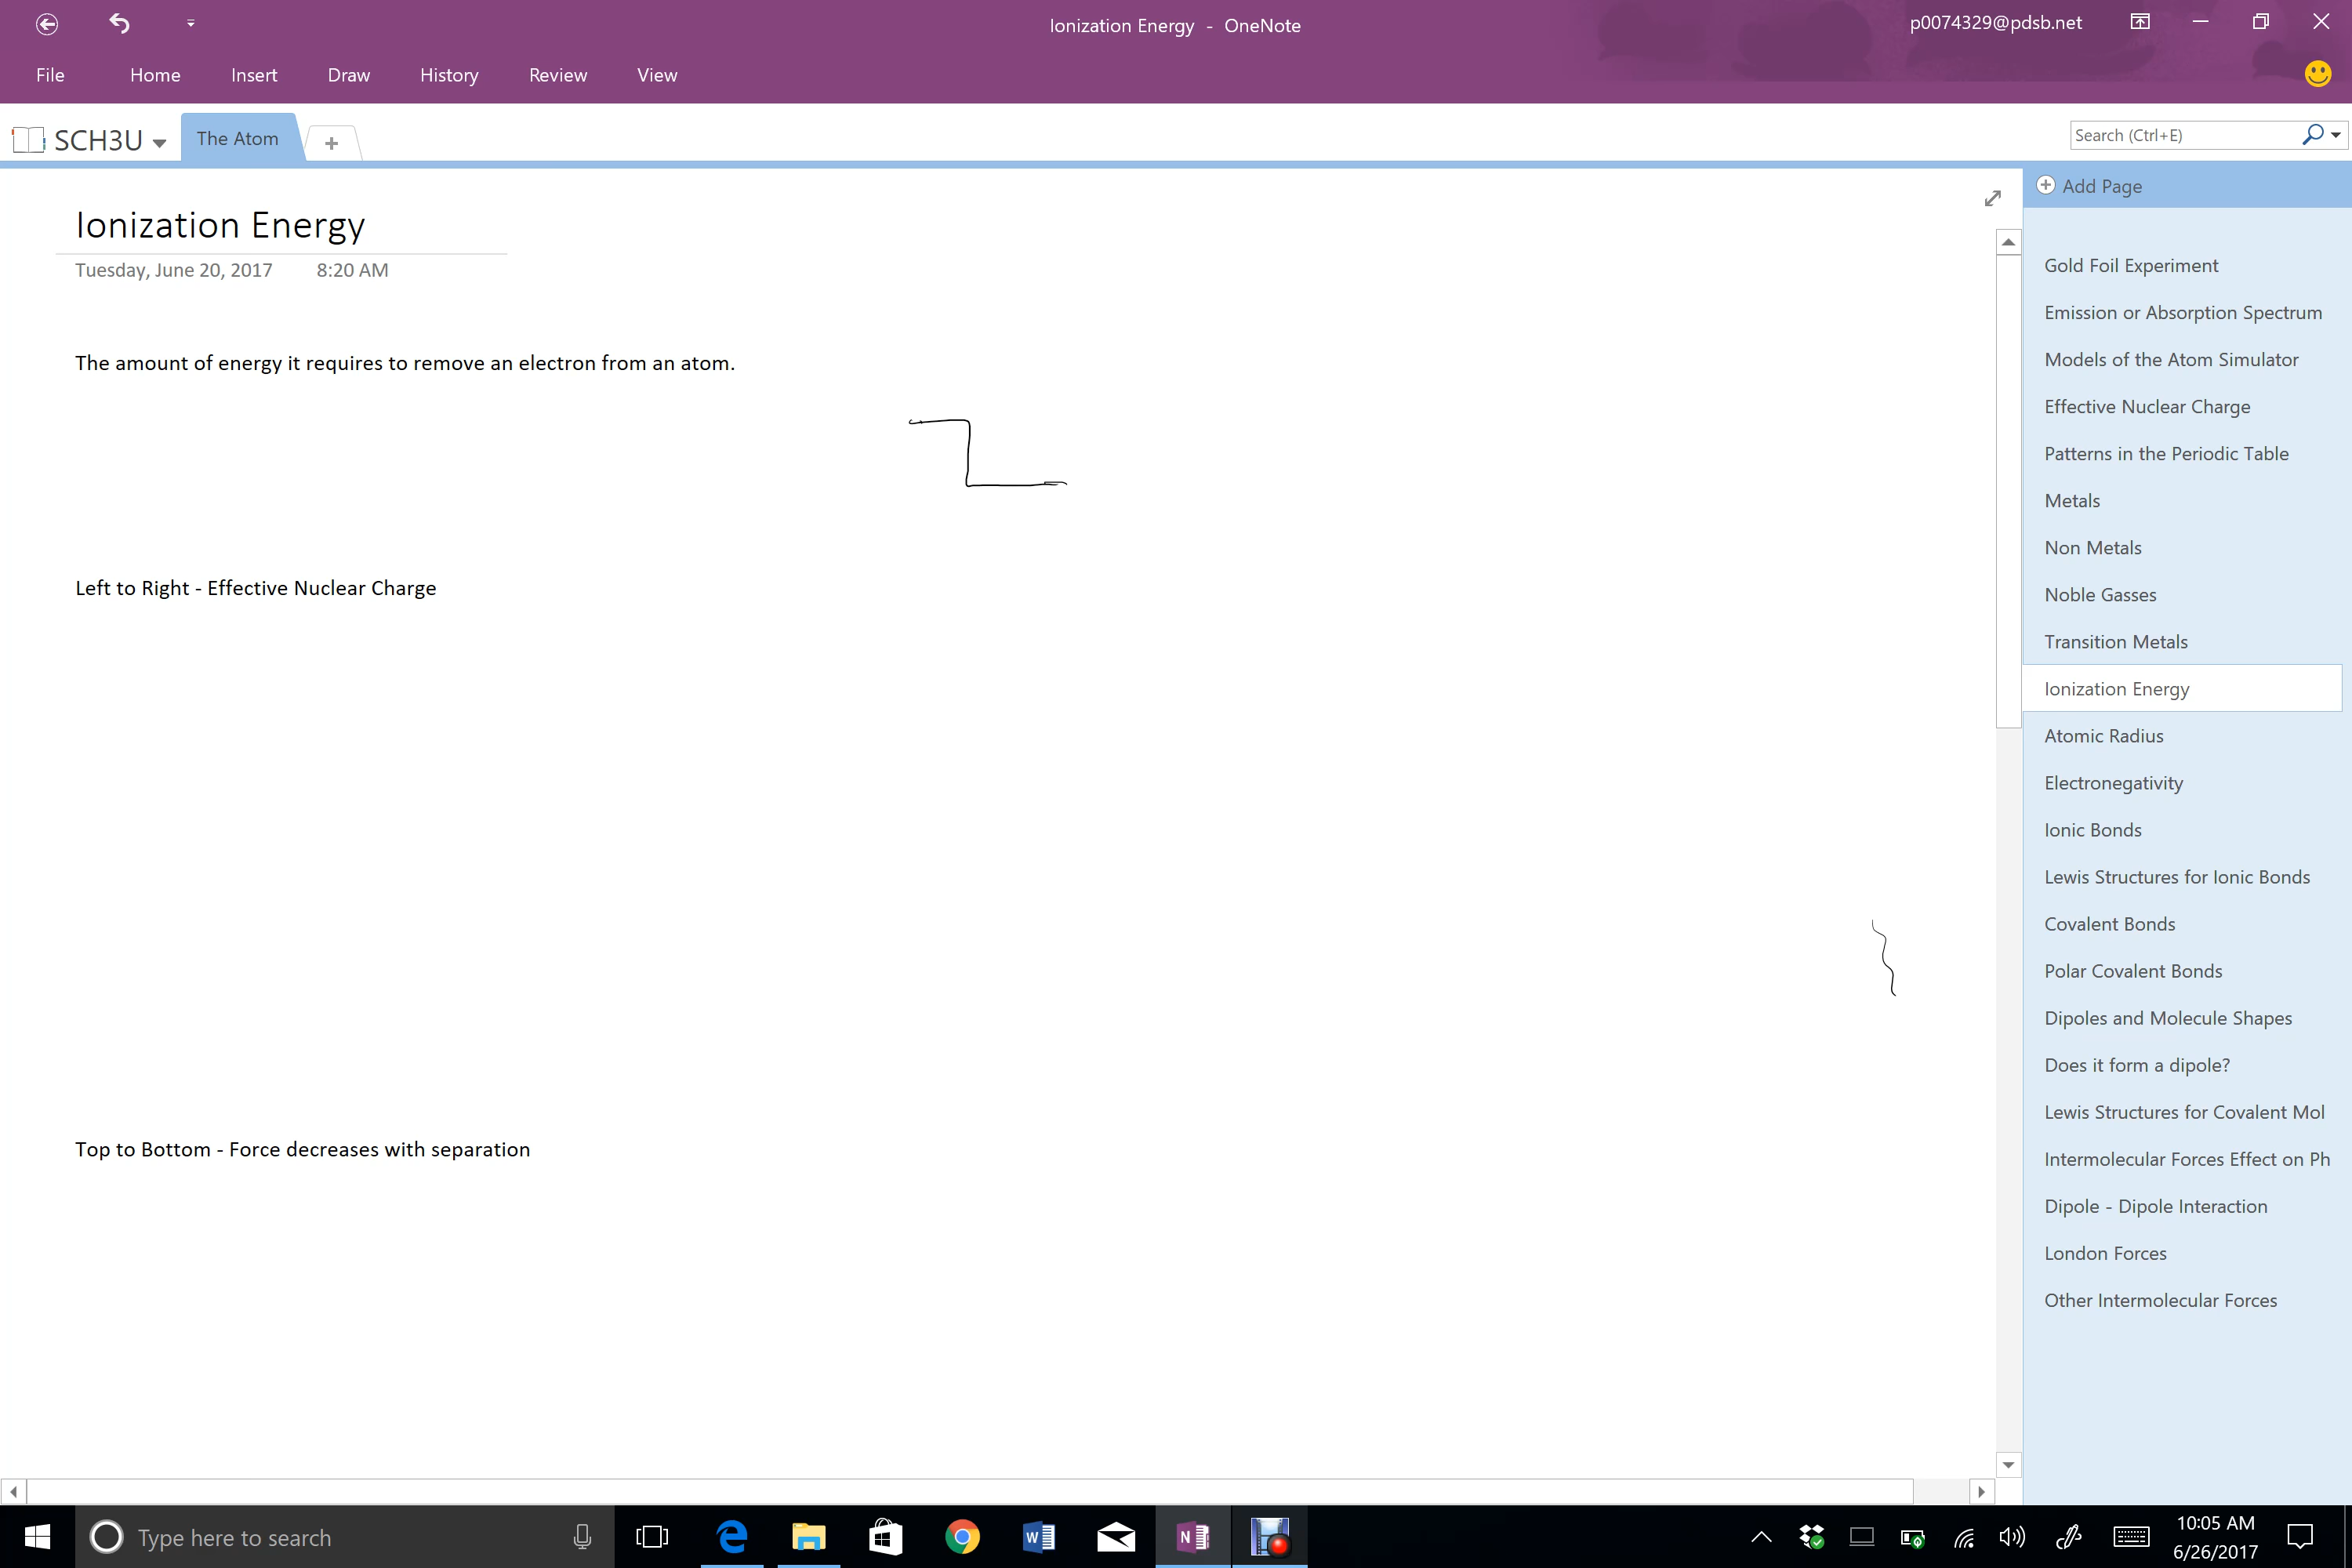 Ionization Energy - OneNote
p0074329@pdsb.net
File Home Insert Draw History Review View
SCH3U
The Atom
Search (Ctrl+E)
Add Page
Ionization Energy
Tuesday, June 20, 2017 8:20 AM
The amount of energy it requires to remove an electron from an atom.
Left to Right - Effective Nuclear Charge
Top to Bottom - Force decreases with separation
Gold Foil Experiment
Emission or Absorption Spectrum
Models of the Atom Simulator
Effective Nuclear Charge
Patterns in the Periodic Table
Metals
Non Metals
Noble Gasses
Transition Metals
Ionization Energy
Atomic Radius
Electronegativity
Ionic Bonds
Lewis Structures for Ionic Bonds
Covalent Bonds
Polar Covalent Bonds
Dipoles and Molecule Shapes
Does it form a dipole?
Lewis Structures for Covalent Mol
Intermolecular Forces Effect on Ph
Dipole - Dipole Interaction
London Forces
Other Intermolecular Forces
Type here to search
10:05 AM
6/26/2017